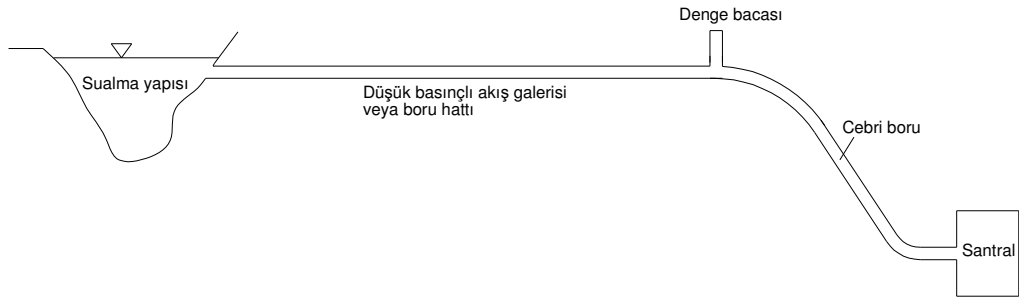 Denge bacası
Sualma yapısı
Düşük basınçlı akış galerisi
veya boru hattı
Cebri boru
Santral